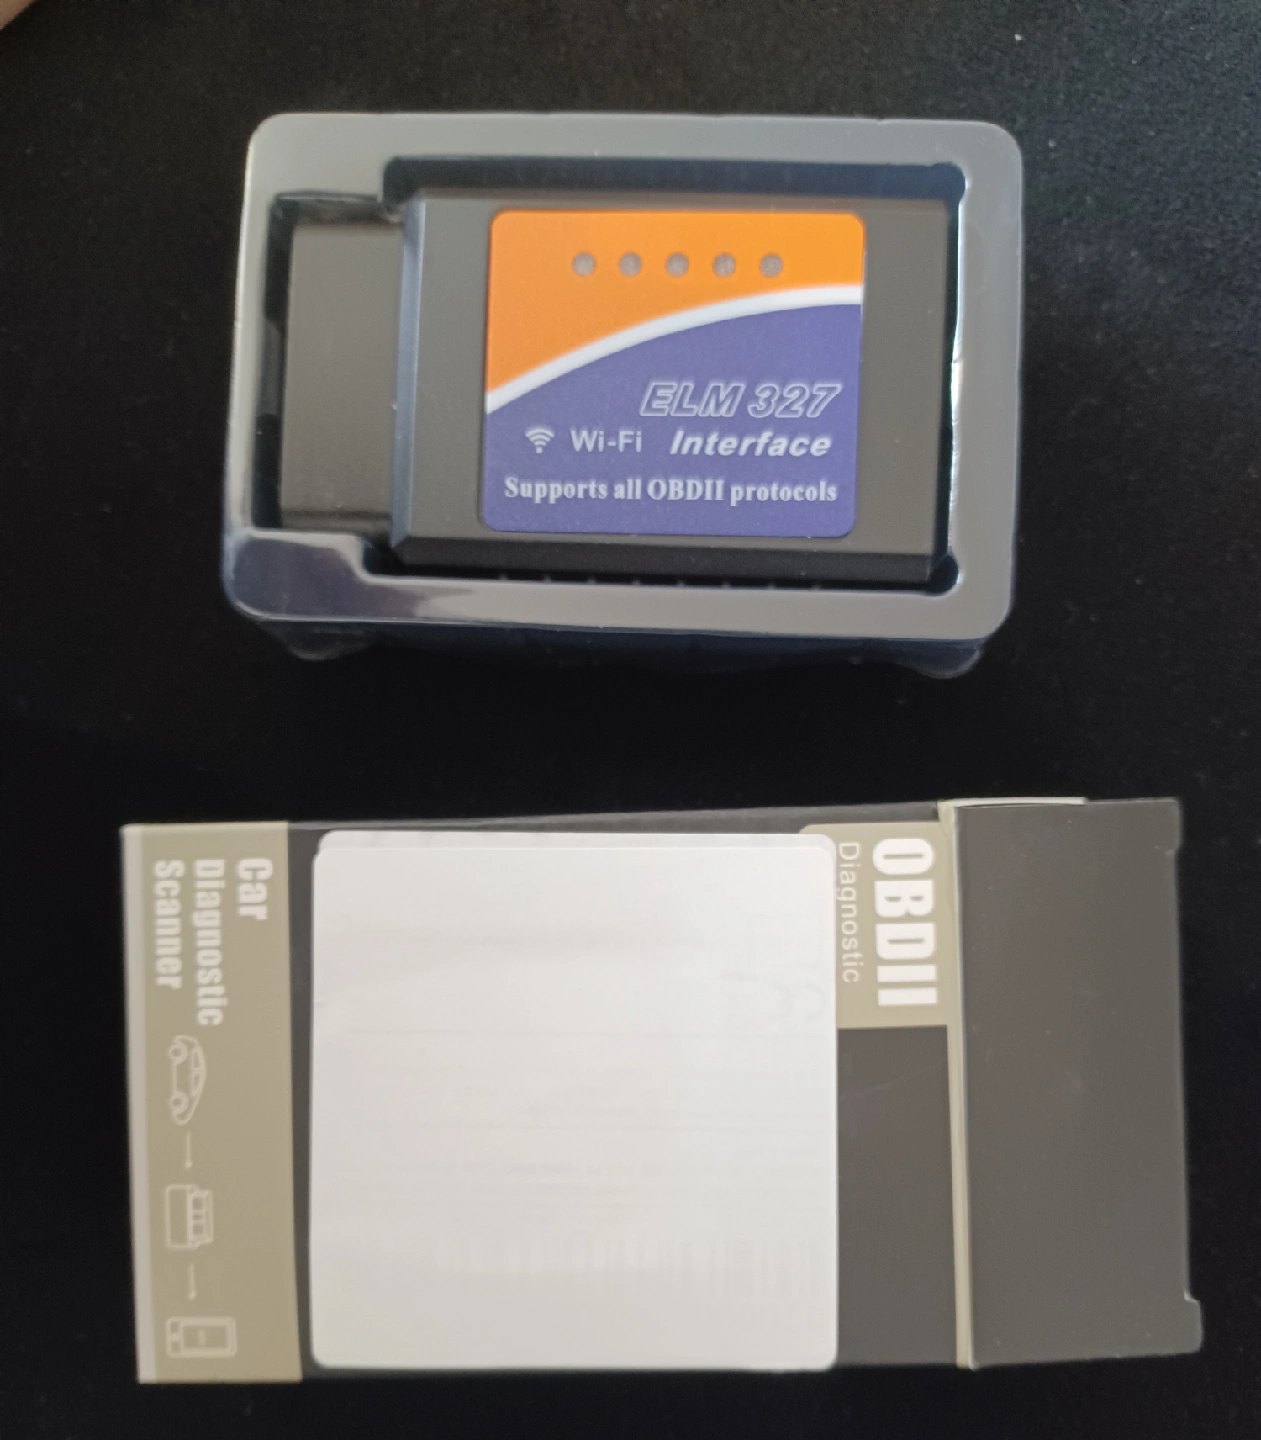 ELM 327
Wi-Fi Interface
Supports all OBDII protocols
OBDII
Diagnostic
Car
Diagnostic
Scanner